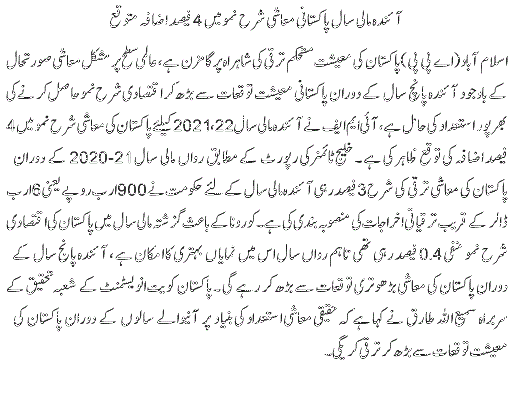 آئندہ مالی سال پاکستانی معاشی شرح نمو میں 4 فیصد اضافہ متوقع
اسلام آباد (اے پی پی) پاکستان کی معیشت مستحکم ترقی کی شاہراہ پر گامزن ہے، عالمی سطح پر مشکل معاشی صورتحال
کے باوجود آئندہ پانچ سال کے دوران پاکستانی معیشت توقعات سے بڑھ کر اقتصادی شرح نمو حاصل کرنے کی
بھرپور استعداد کی حامل ہے، آئی ایم ایف نے آئندہ مالی سال 2021،22 کیلئے پاکستان کی معاشی شرح نمو میں 4
فیصد اضافہ کی توقع ظاہر کی ہے۔ خلیج ٹائمز کی رپورٹ کے مطابق رواں مالی سال 21-2020 کے دوران
پاکستان کی معاشی ترقی کی شرح 3 فیصد رہی آئندہ مالی سال کے لئے حکومت نے 900 ارب روپے یعنی 6 ارب
ڈالر کے قریب ترقیاتی اخراجات کی منصوبہ بندی کی ہے۔ کورونا کے باعث گزشتہ مالی سال میں پاکستان کی اقتصادی
شرح نمو منفی 0.4 فیصد رہی تھی تاہم رواں سال اس میں نمایاں بہتری کا امکان ہے، آئندہ پانچ سال کے
دوران پاکستان کی معاشی بڑھوتری توقعات سے بڑھ کر رہے گی۔ پاکستان کویت انویسٹمنٹ کے شعبہ تحقیق کے
سربراہ سمیع اللہ طارق نے کہا ہے کہ حقیقی معاشی استعداد کی بنیاد پر آنیوالے سالوں کے دوران پاکستان کی
معیشت توقعات سے بڑھ کر ترقی کریگی۔